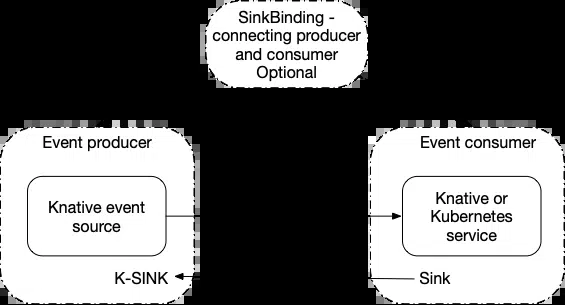 SinkBinding -
connecting producer
and consumer
Optional
Event producer
Event consumer
Knative event
source
Knative or
Kubernetes
service
K-SINK
Sink